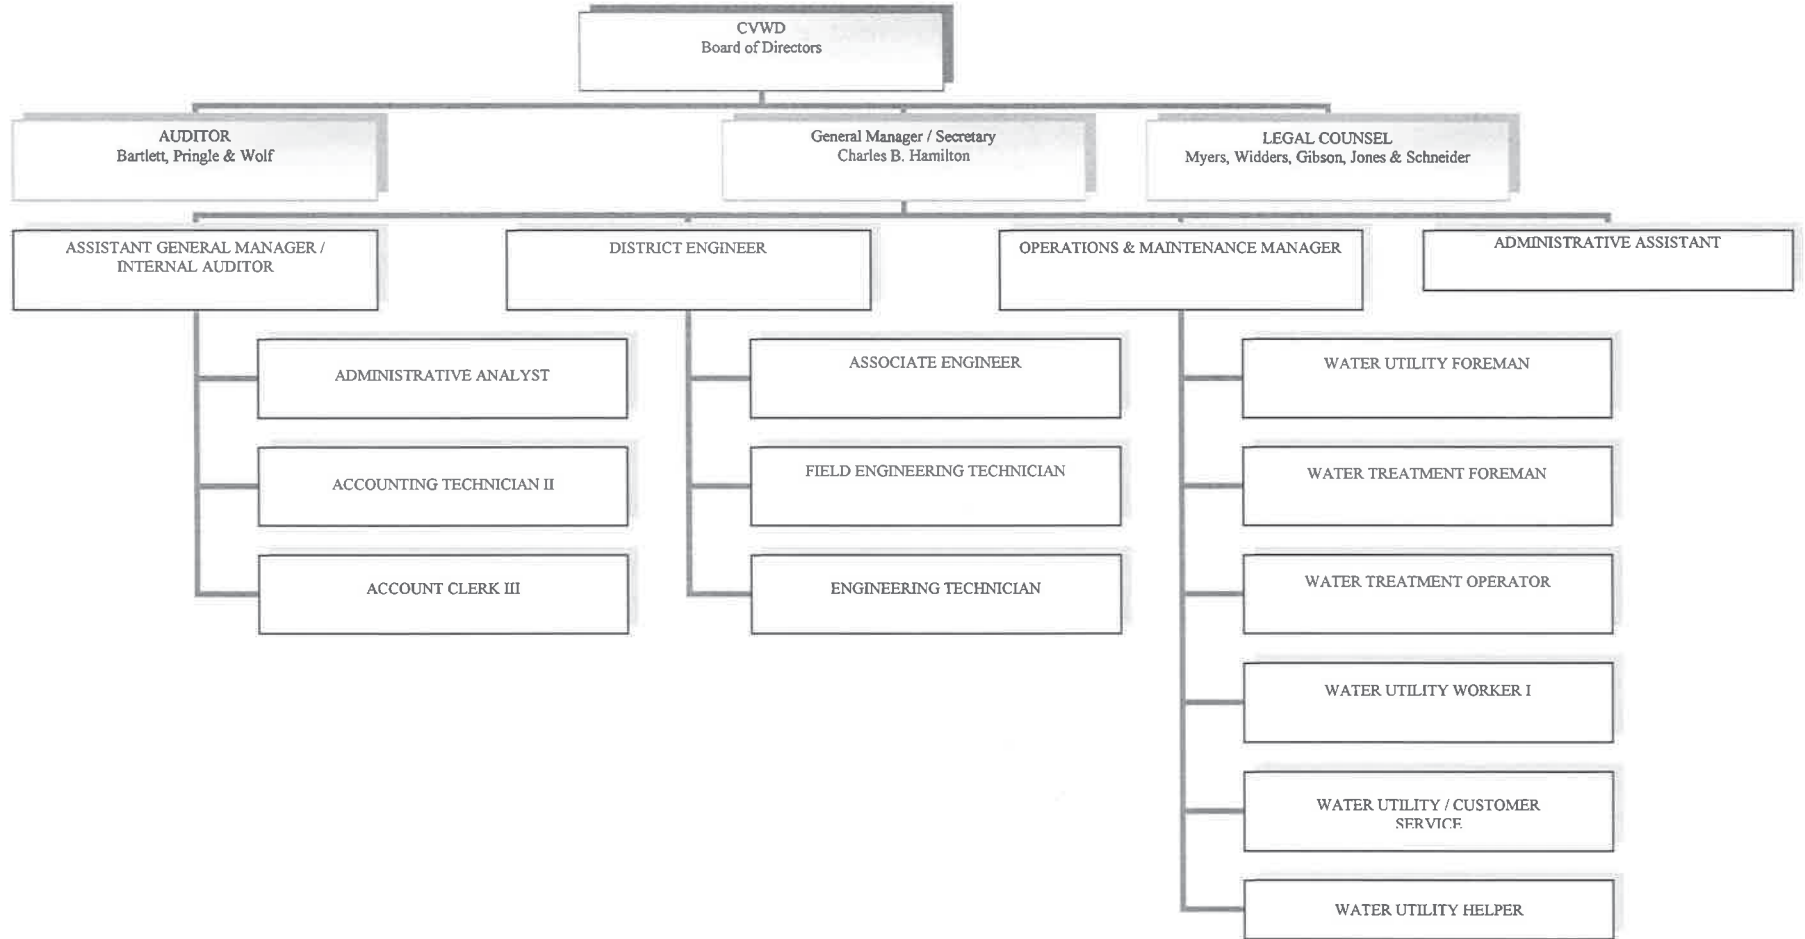 CVWD
Board of Directors
AUDITOR
Bartlett, Pringle & Wolf
General Manager / Secretary
Charles B. Hamilton
LEGAL COUNSEL
Myers, Widders, Gibson, Jones & Schneider
ASSISTANT GENERAL MANAGER /
INTERNAL AUDITOR
DISTRICT ENGINEER
OPERATIONS & MAINTENANCE MANAGER
ADMINISTRATIVE ASSISTANT
ADMINISTRATIVE ANALYST
ACCOUNTING TECHNICIAN II
ACCOUNT CLERK III
ASSOCIATE ENGINEER
FIELD ENGINEERING TECHNICIAN
ENGINEERING TECHNICIAN
WATER UTILITY FOREMAN
WATER TREATMENT FOREMAN
WATER TREATMENT OPERATOR
WATER UTILITY WORKER I
WATER UTILITY / CUSTOMER
SERVICE
WATER UTILITY HELPER